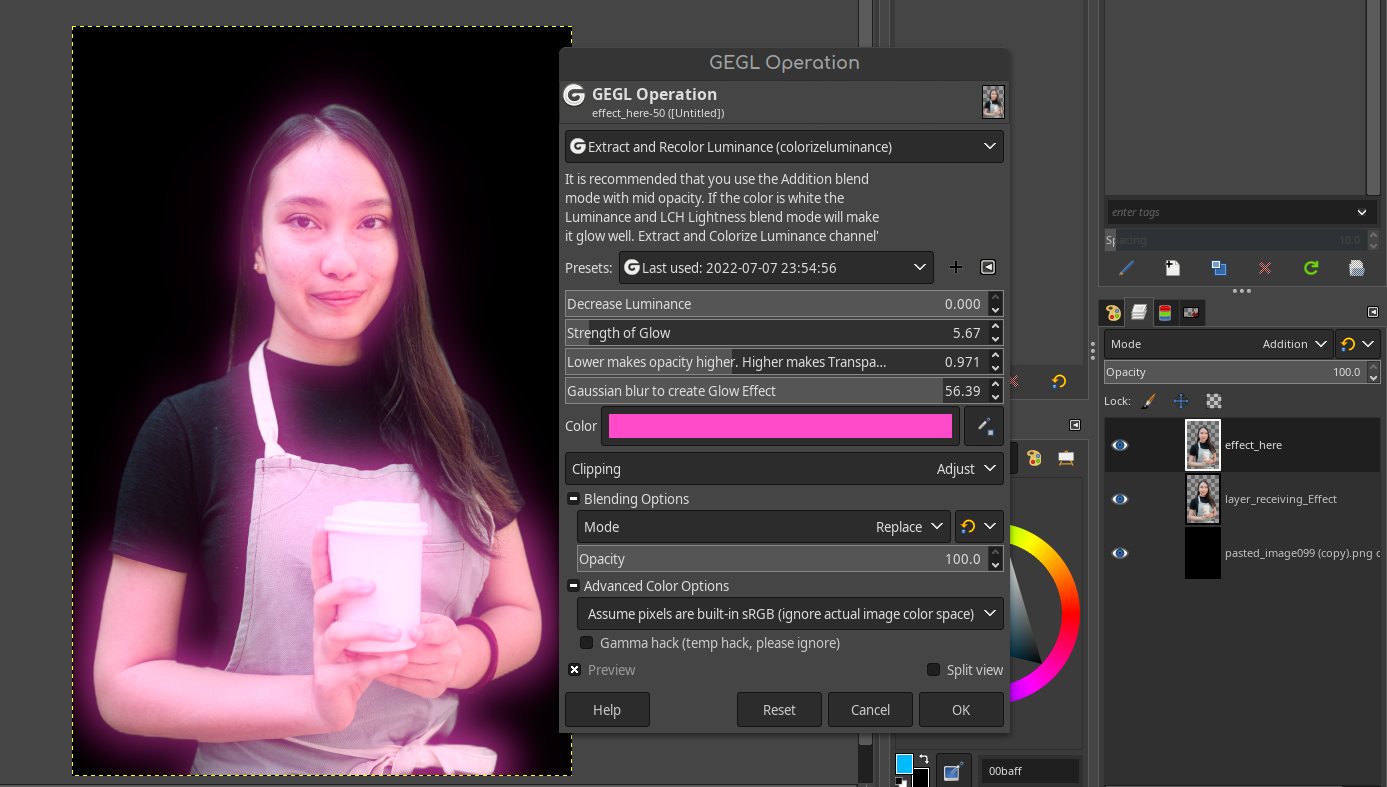 GEGL Operation
GEGL Operation
effect_here-50 ([Untitled])
Extract and Recolor Luminance (colorizeluminance)
It is recommended that you use the Addition blend
mode with mid opacity. If the color is white the
Luminance and LCH Lightness blend mode will make
it glow well. Extract and Colorize Luminance channel'
Presets: Last used: 2022-07-07 23:54:56
Decrease Luminance 0.000
Strength of Glow 5.67
Lower makes opacity higher. Higher makes Transpa... 0.971
Gaussian blur to create Glow Effect 56.39
Color
Clipping Adjust
Blending Options
Mode Replace
Opacity 100.0
Advanced Color Options
Assume pixels are built-in sRGB (ignore actual image color space)
Gamma hack (temp hack, please ignore)
Preview Split view
Help Reset Cancel OK
enter tags
Spacing 10.0
Mode Addition
Opacity 100.0
Lock:
effect_here
layer_receiving_Effect
pasted_image099 (copy).png c
00baff